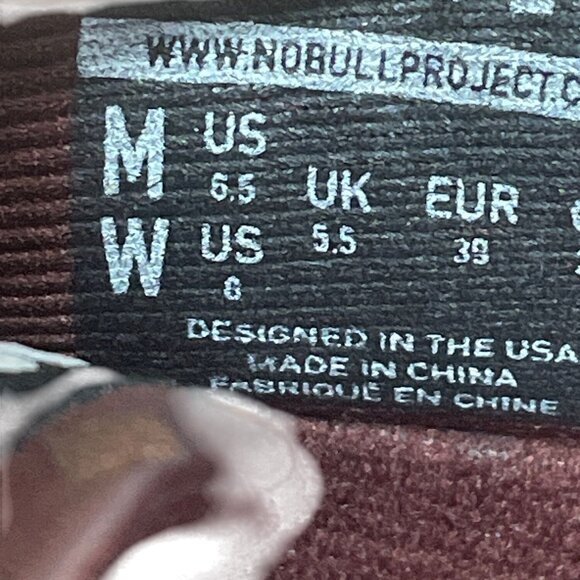 WWW.NOBULLPROJECT.C
M US
6.5 UK EUR
W US 5.5 39
8
DESIGNED IN THE USA
MADE IN CHINA
FABRIQUÉ EN CHINE